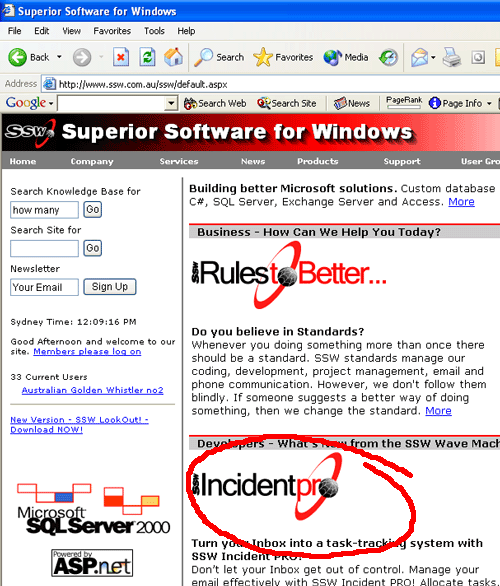 Superior Software for Windows
File Edit View Favorites Tools Help
Back Search Favorites Media
Address http://www.ssw.com.au/ssw/default.aspx
Google Search Web Search Site News PageRank Page Info
SSW Superior Software for Windows
Home Company Services News Products Support User Gro
Search Knowledge Base for
how many Go
Search Site for
Go
Newsletter
Your Email Sign Up
Sydney Time: 12:09:16 PM
Good Afternoon and welcome to our
site. Members please log on
33 Current Users
Australian Golden Whistler no2
New Version - SSW LookOut! -
Download NOW!
Microsoft
SQL Server 2000
Powered by
ASP.net
Building better Microsoft solutions. Custom database
C#, SQL Server, Exchange Server and Access. More
Business - How Can We Help You Today?
SSW RulestoBetter...
Do you believe in Standards?
Whenever you doing something more than once there
should be a standard. SSW standards manage our
coding, development, project management, email and
phone communication. However, we don't follow them
blindly. If someone suggests a better way of doing
something, then we change the standard. More
Developers - What's New from the SSW Wave Mach
SSW Incidentpro
Turn your Inbox into a task-tracking system with
SSW Incident PRO!
Don't let your Inbox get out of control. Manage your
email effectively with SSW Incident PRO! Allocate tasks,